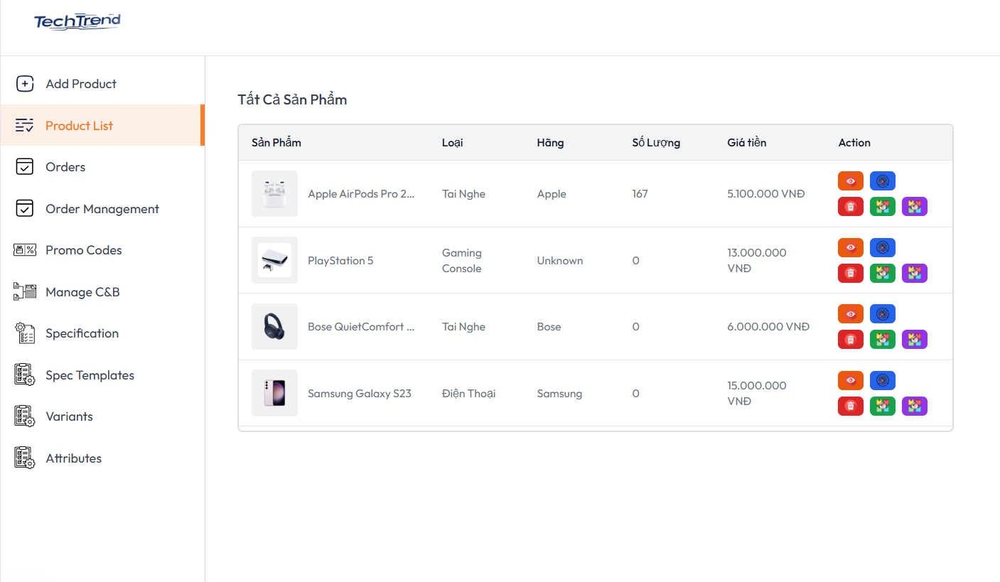 TechTrend
Add Product
Product List
Orders
Order Management
Promo Codes
Manage C&B
Specification
Spec Templates
Variants
Attributes
Tất Cả Sản Phẩm
Sản Phẩm Loại Hãng Số Lượng Giá tiền Action
Apple AirPods Pro 2... Tai Nghe Apple 167 5.100.000 VNĐ
PlayStation 5 Gaming Console Unknown 0 13.000.000 VNĐ
Bose QuietComfort ... Tai Nghe Bose 0 6.000.000 VNĐ
Samsung Galaxy S23 Điện Thoại Samsung 0 15.000.000 VNĐ